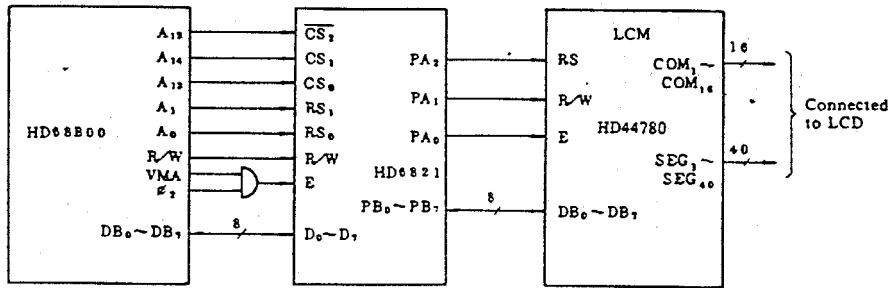 HD68B00
A₁₅
A₁₄
A₁₃
A₁
A₀
R/W
VMA
ø₂
DB₀~DB₇
8
C̅S̅₂̅
CS₁
CS₀
RS₁
RS₀
R/W
E
D₀~D₇
HD6821
PA₂
PA₁
PA₀
PB₀~PB₇
8
LCM
RS
R/W
E
DB₀~DB₇
HD44780
COM₁~
COM₁₆
SEG₁~
SEG₄₀
16
40
Connected
to LCD